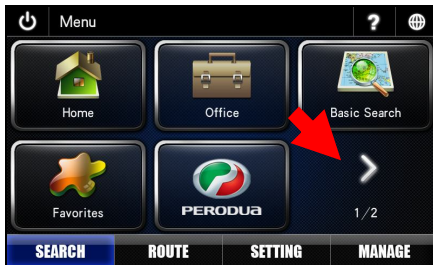 Menu
?
Home
Office
Basic Search
Favorites
PERODUA
1/2
SEARCH
ROUTE
SETTING
MANAGE